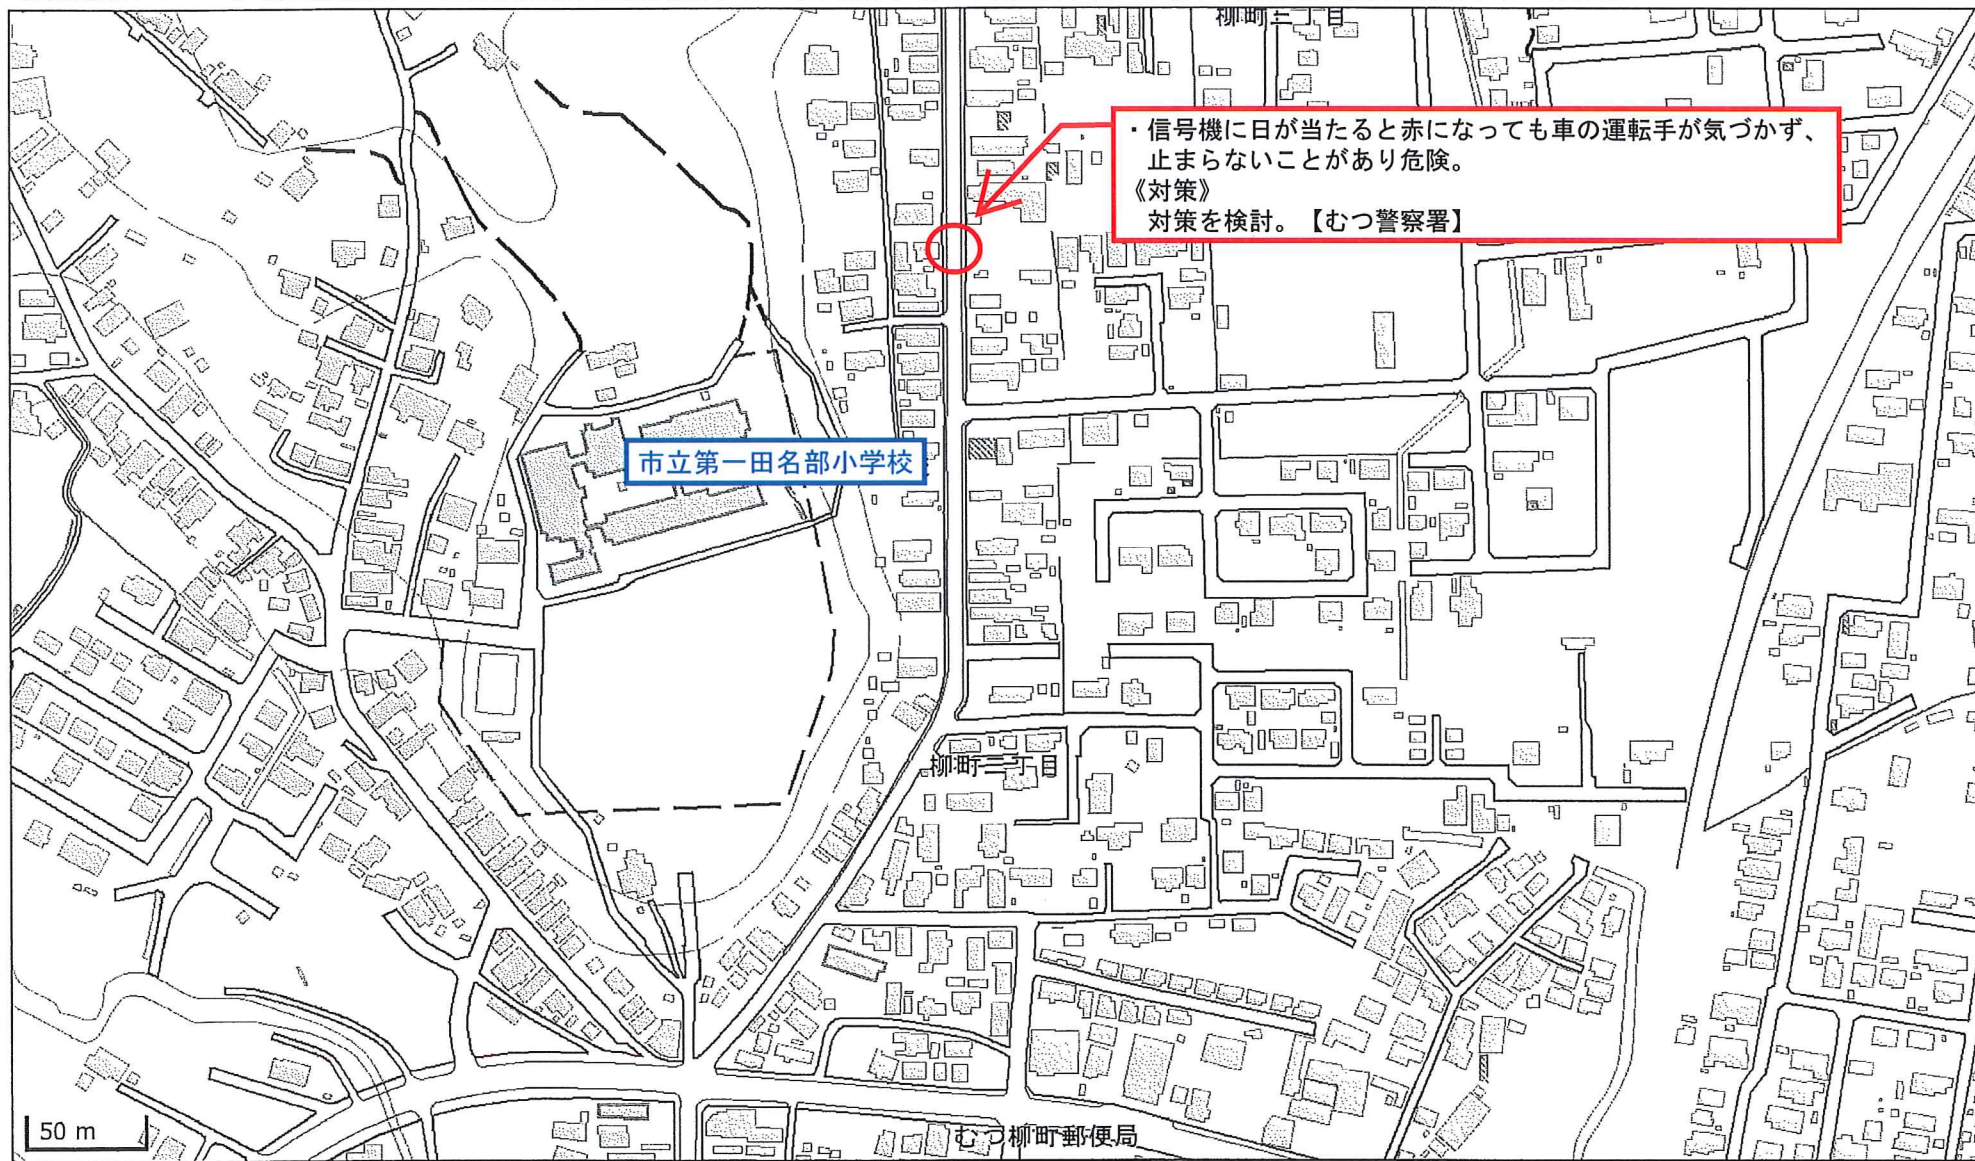 柳町三丁目
・信号機に日が当たると赤になっても車の運転手が気づかず、
止まらないことがあり危険。
《対策》
対策を検討。【むつ警察署】
市立第一田名部小学校
柳町二丁目
50 m
むつ柳町郵便局